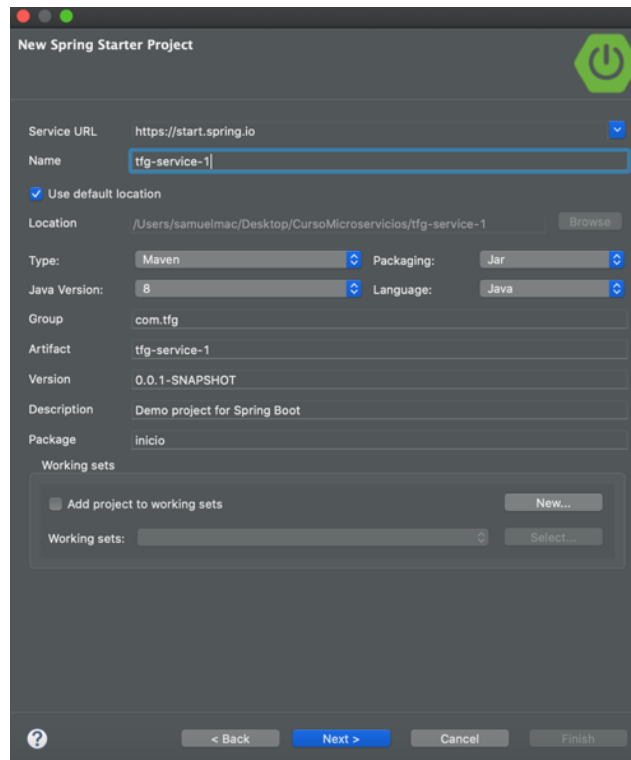 New Spring Starter Project
Service URL https://start.spring.io
Name tfg-service-1
Use default location
Location /Users/samuelmac/Desktop/CursoMicroservicios/tfg-service-1 Browse
Type: Maven Packaging: Jar
Java Version: 8 Language: Java
Group com.tfg
Artifact tfg-service-1
Version 0.0.1-SNAPSHOT
Description Demo project for Spring Boot
Package inicio
Working sets
Add project to working sets New...
Working sets: Select...
? < Back Next > Cancel Finish